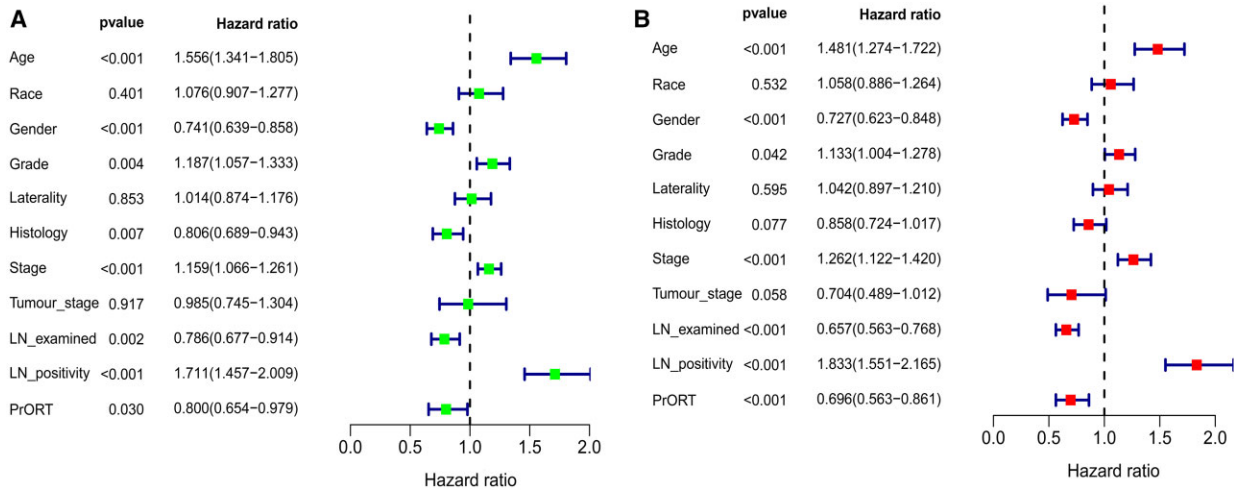 A
pvalue Hazard ratio
Age <0.001 1.556(1.341−1.805)
Race 0.401 1.076(0.907−1.277)
Gender <0.001 0.741(0.639−0.858)
Grade 0.004 1.187(1.057−1.333)
Laterality 0.853 1.014(0.874−1.176)
Histology 0.007 0.806(0.689−0.943)
Stage <0.001 1.159(1.066−1.261)
Tumour_stage 0.917 0.985(0.745−1.304)
LN_examined 0.002 0.786(0.677−0.914)
LN_positivity <0.001 1.711(1.457−2.009)
PrORT 0.030 0.800(0.654−0.979)
0.0 0.5 1.0 1.5 2.0
Hazard ratio
B
pvalue Hazard ratio
Age <0.001 1.481(1.274−1.722)
Race 0.532 1.058(0.886−1.264)
Gender <0.001 0.727(0.623−0.848)
Grade 0.042 1.133(1.004−1.278)
Laterality 0.595 1.042(0.897−1.210)
Histology 0.077 0.858(0.724−1.017)
Stage <0.001 1.262(1.122−1.420)
Tumour_stage 0.058 0.704(0.489−1.012)
LN_examined <0.001 0.657(0.563−0.768)
LN_positivity <0.001 1.833(1.551−2.165)
PrORT <0.001 0.696(0.563−0.861)
0.0 0.5 1.0 1.5 2.0
Hazard ratio